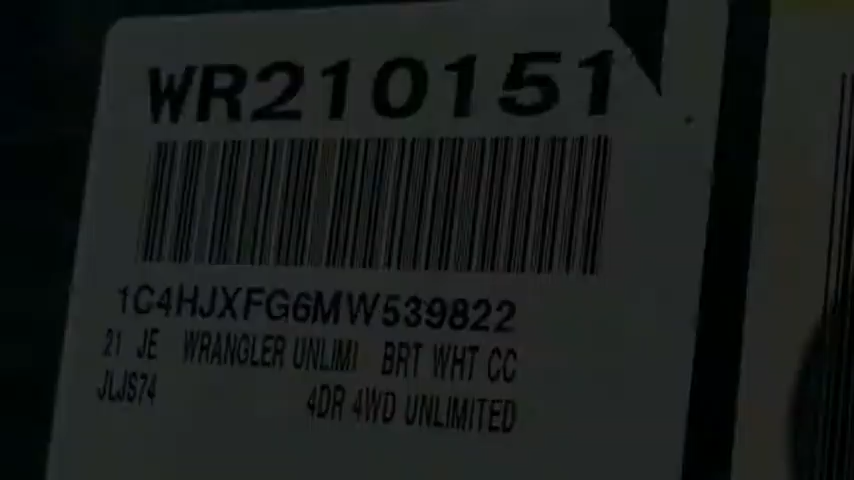 WR210151
1C4HJXFG6MW539822
21 JE WRANGLER UNLIMI BRT WHT CC
JLJS74 4DR 4WD UNLIMITED